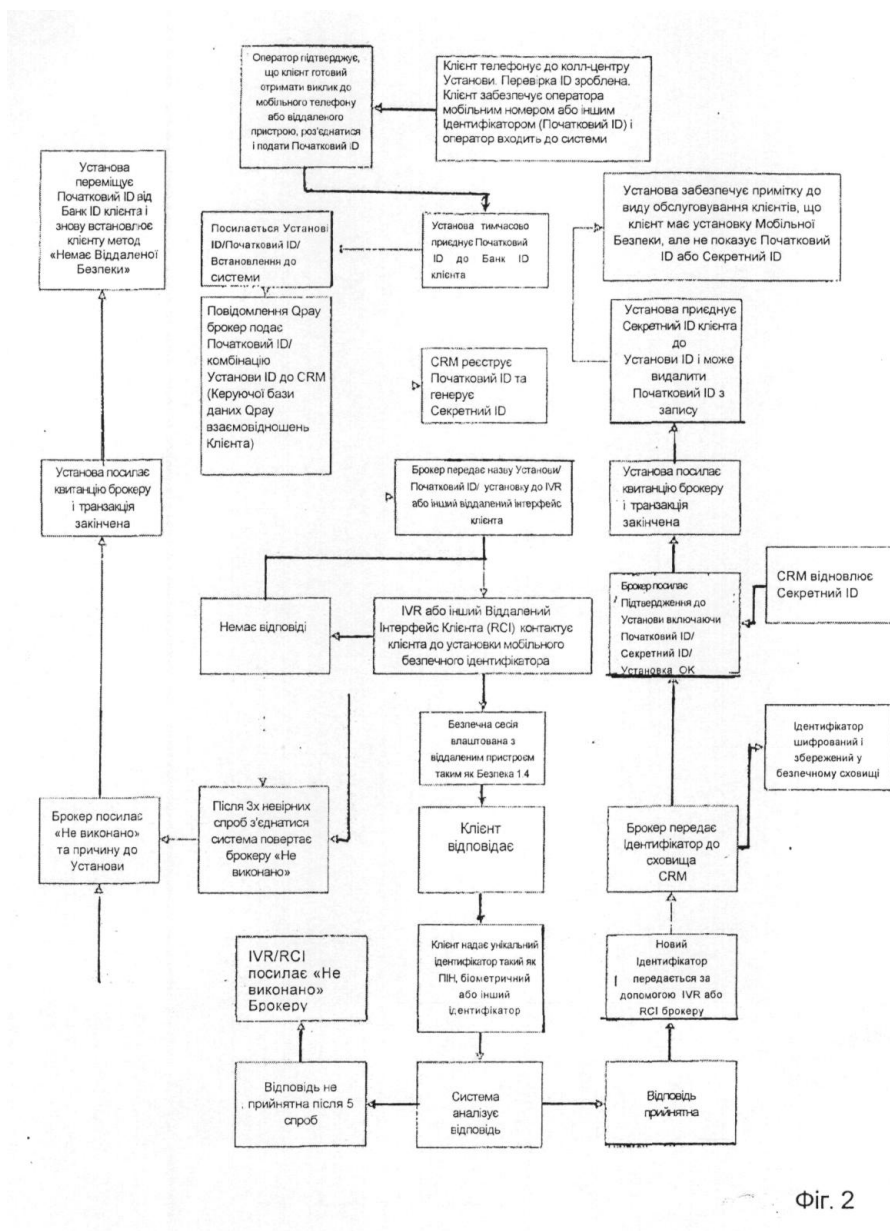 Оператор підтверджує,
що клієнт готовий
отримати виклик до
мобільного телефону
або віддаленого
пристрою, роз'єднатися
і подати Початковий ID
Клієнт телефонує до колл-центру
Установи. Перевірка ID зроблена.
Клієнт забезпечує оператора
мобільним номером або іншим
Ідентифікатором (Початковий ID) і
оператор входить до системи
Установа
переміщує
Початковий ID від
Банк ID клієнта і
знову встановлює
клієнту метод
«Немає Віддаленої
Безпеки»
Посилається Установі
ID/Початковий ID/
Встановлення до
системи
Установа тимчасово
приєднує Початковий
ID до Банк ID
клієнта
Установа забезпечує примітку до
виду обслуговування клієнтів, що
клієнт має установку Мобільної
Безпеки, але не показує Початковий
ID або Секретний ID
Повідомлення Qpay
брокер подає
Початковий ID/
комбінацію
Установи ID до CRM
(Керуючої бази
даних Qpay
взаємовідношень
Клієнта)
CRM реєструє
Початковий ID та
генерує
Секретний ID
Установа приєднує
Секретний ID клієнта
до
Установи ID і може
видалити
Початковий ID з
запису
Установа посилає
квитанцію брокеру
і транзакція
закінчена
Брокер передає назву Установи/
Початковий ID/ установку до IVR
або інший віддалений інтерфейс
клієнта
Установа посилає
квитанцію брокеру
і транзакція
закінчена
Немає відповіді
IVR або інший Віддалений
Інтерфейс Клієнта (RCI) контактує
клієнта до установки мобільного
безпечного ідентифікатора
Брокер посилає
Підтвердження до
Установи включаючи
Початковий ID/
Секретний ID/
Установка OK
CRM відновлює
Секретний ID
Безпечна сесія
влаштована з
віддаленим пристроєм
таким як Безпека 1.4
Ідентифікатор
шифрований і
збережений у
безпечному сховищі
Брокер посилає
«Не виконано»
та причину до
Установи
Після 3х невірних
спроб з'єднатися
система повертає
брокеру «Не
виконано»
Клієнт
відповідає
Брокер передає
Ідентифікатор до
сховища
CRM
IVR/RCI
посилає «Не
виконано»
Брокеру
Клієнт надає унікальний
ідентифікатор такий як
ПІН, біометричний
або інший
ідентифікатор
Новий
Ідентифікатор
передається за
допомогою IVR або
RCI брокеру
Відповідь не
прийнятна після 5
спроб
Система
аналізує
відповідь
Відповідь
прийнятна
Фіг. 2